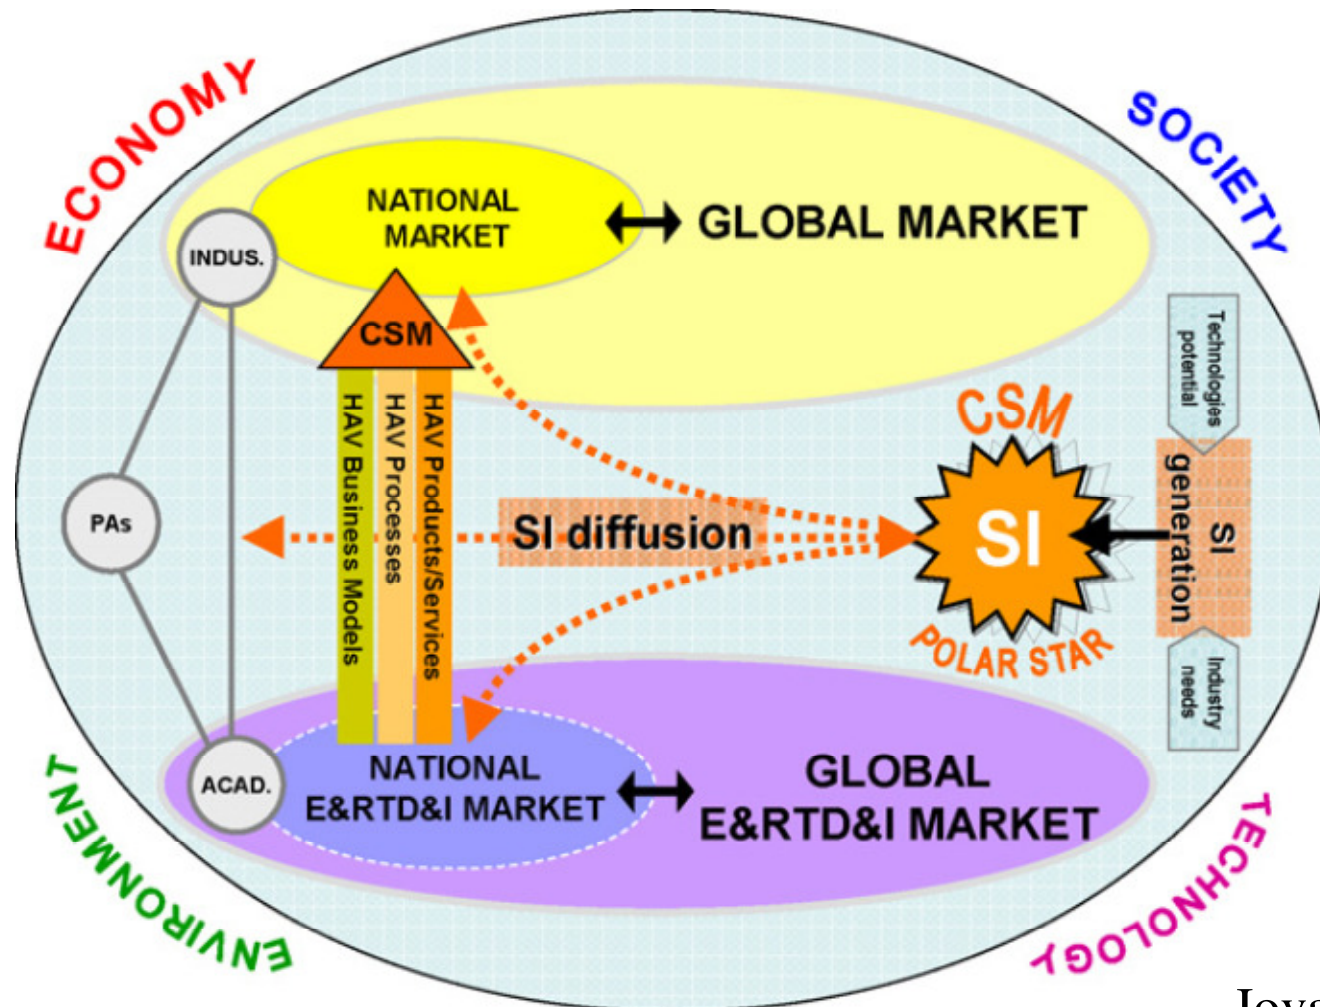 ECONOMY
SOCIETY
NATIONAL
MARKET
GLOBAL MARKET
INDUS.
CSM
Technologies
potential
CSM
HAV Business Models
HAV Processes
HAV Products/Services
PAs
SI diffusion
SI
SI
generation
POLAR STAR
Industry
needs
ACAD.
NATIONAL
E&RTD&I MARKET
GLOBAL
E&RTD&I MARKET
ENVIRONMENT
TECHNOLOGY